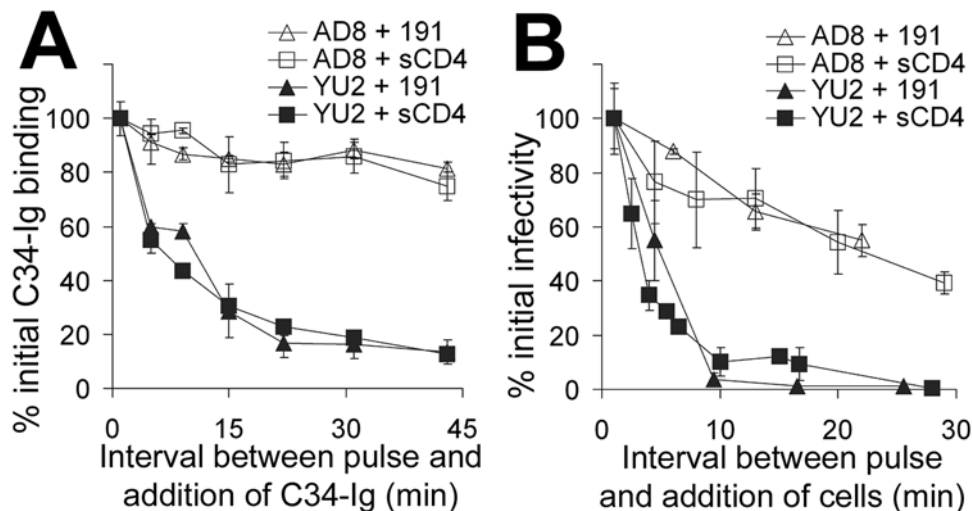 A
AD8 + 191
AD8 + sCD4
YU2 + 191
YU2 + sCD4
% initial C34-Ig binding
100
80
60
40
20
0
0 15 30 45
Interval between pulse and
addition of C34-Ig (min)
B
AD8 + 191
AD8 + sCD4
YU2 + 191
YU2 + sCD4
% initial infectivity
100
80
60
40
20
0
0 10 20 30
Interval between pulse
and addition of cells (min)